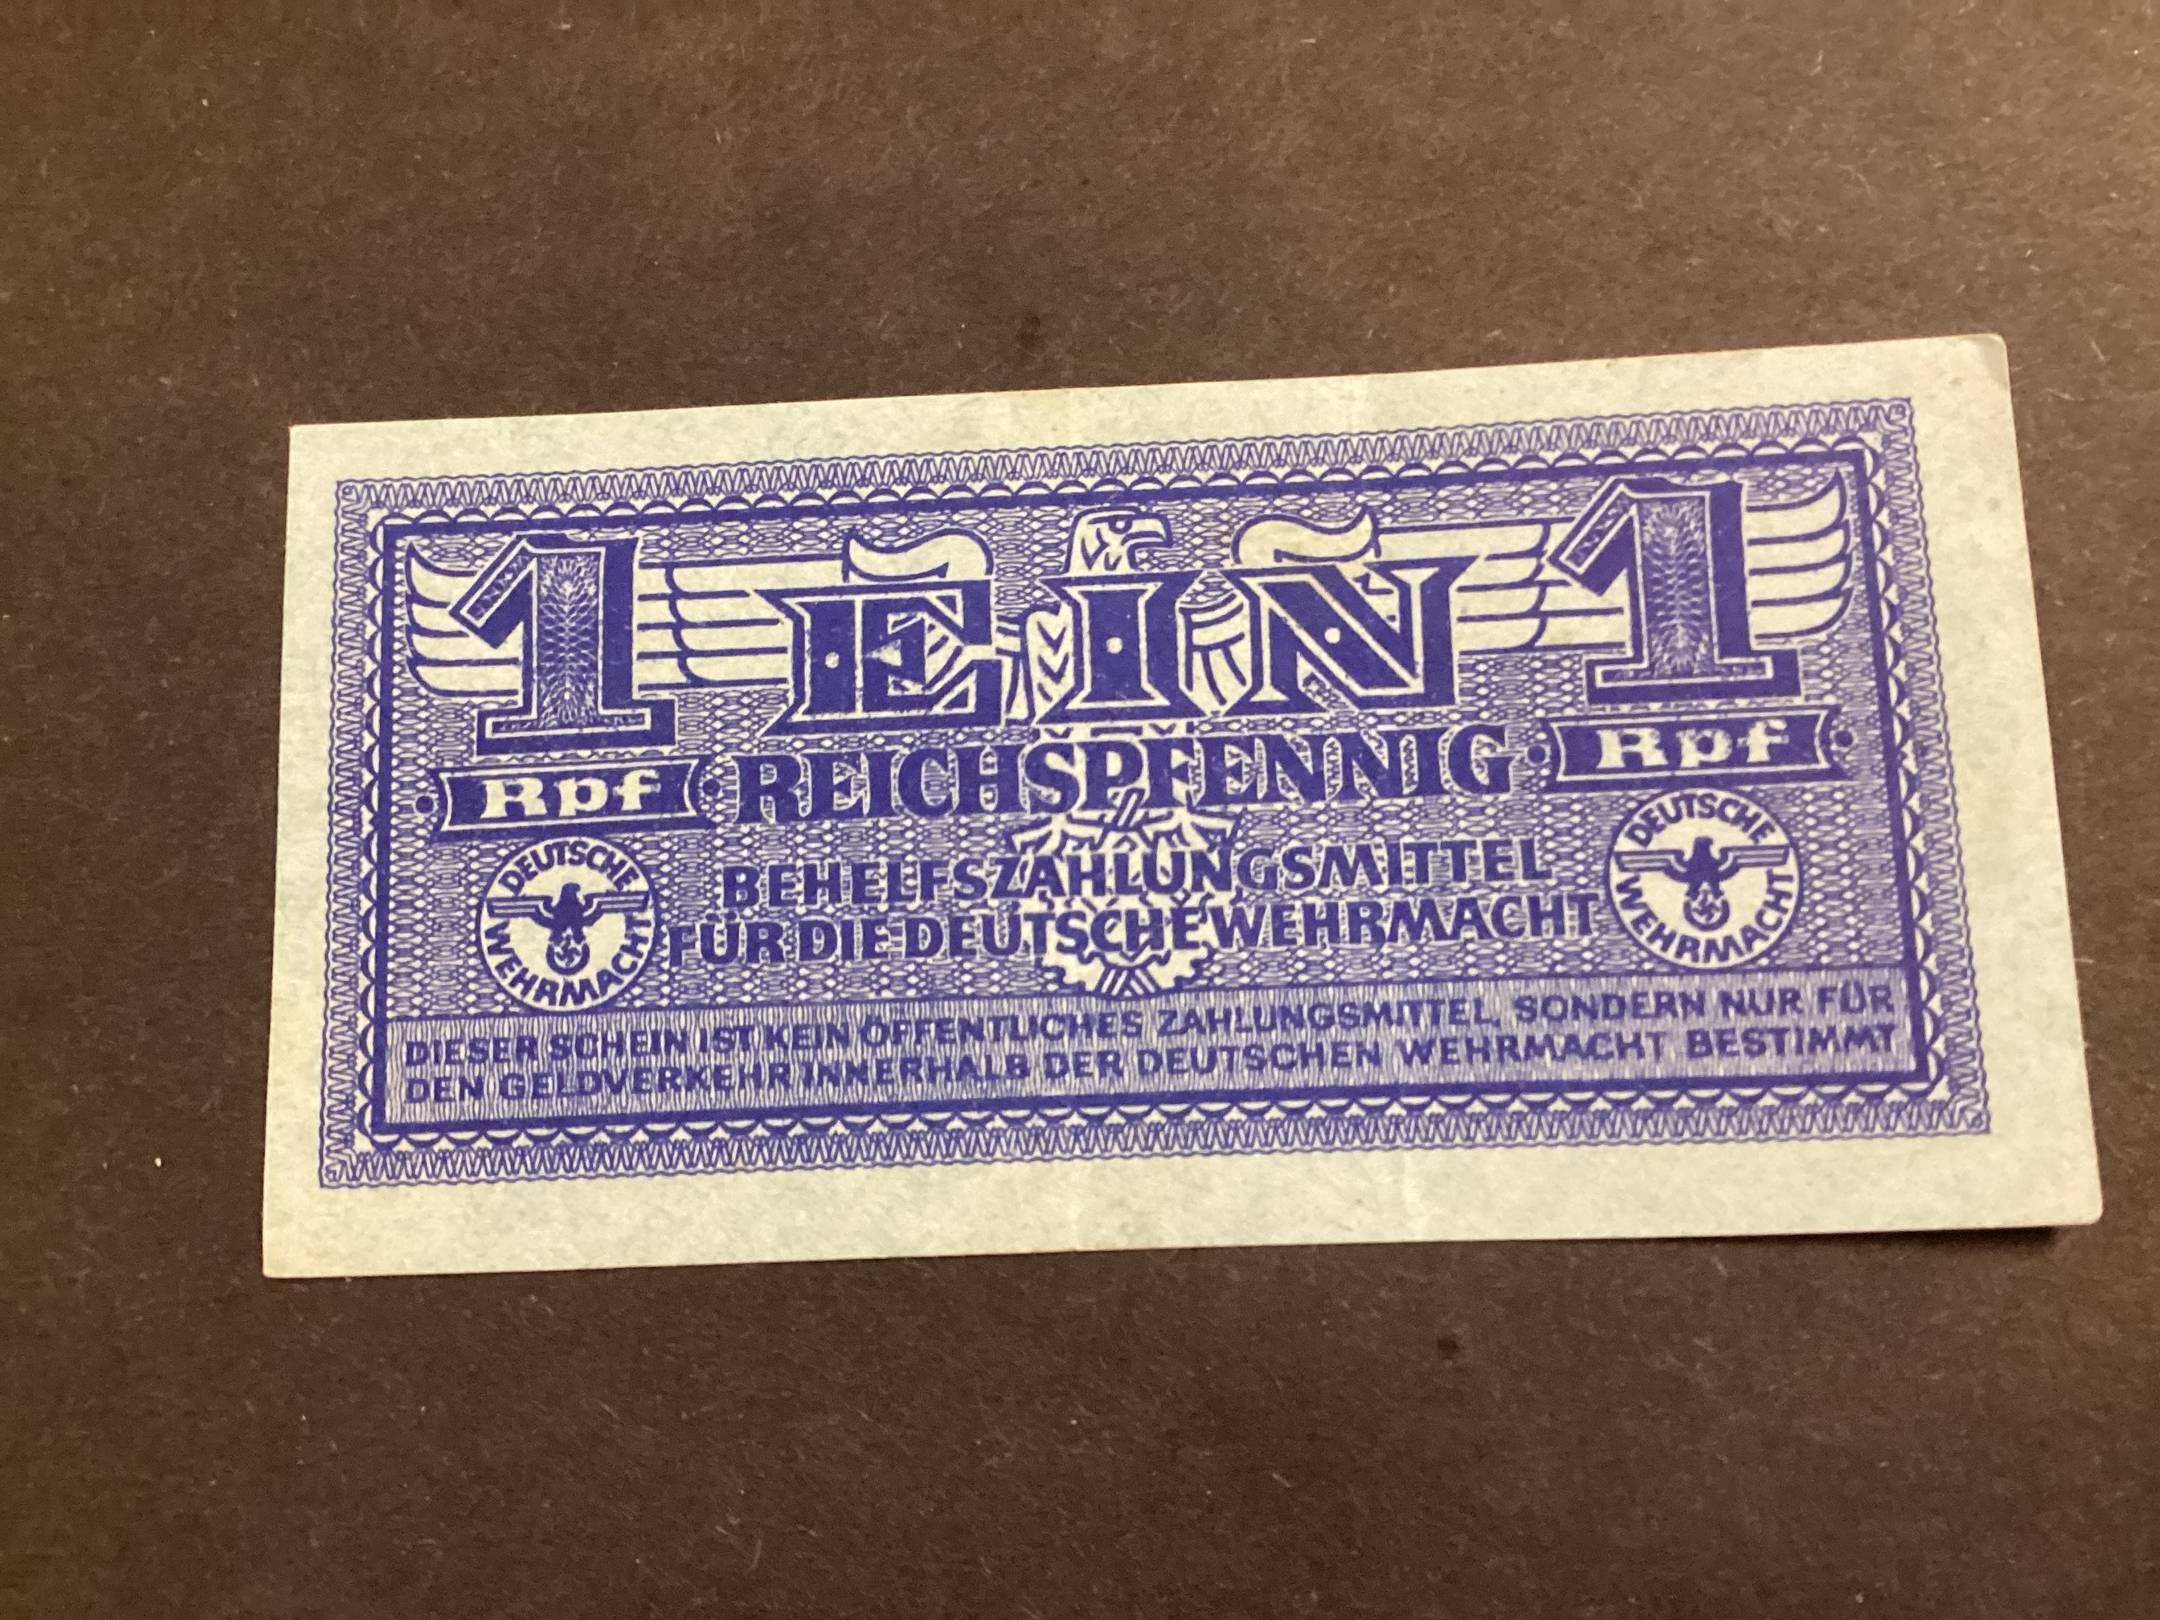 1 EIN 1
Rpf REICHSPFENNIG Rpf
BEHELFSZAHLUNGSMITTEL
FÜR DIE DEUTSCHE WEHRMACHT
DEUTSCHE WEHRMACHT
DEUTSCHE WEHRMACHT
DIESER SCHEIN IST KEIN ÖFFENTLICHES ZAHLUNGSMITTEL, SONDERN NUR FÜR
DEN GELDVERKEHR INNERHALB DER DEUTSCHEN WEHRMACHT BESTIMMT